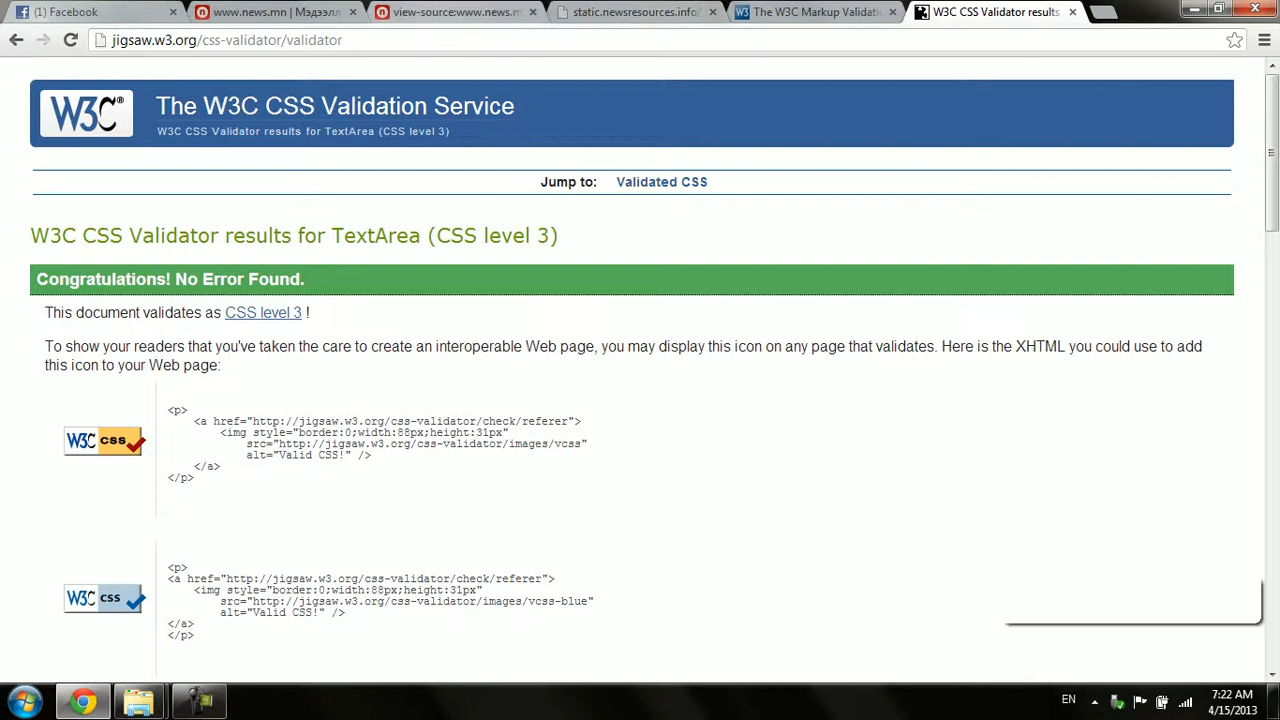 (1) Facebook
www.news.mn | Мэдээлл
view-source:www.news.m
static.newsresources.info/
The W3C Markup Validati
W3C CSS Validator results
jigsaw.w3.org/css-validator/validator
W3C®
The W3C CSS Validation Service
W3C CSS Validator results for TextArea (CSS level 3)
Jump to: Validated CSS
W3C CSS Validator results for TextArea (CSS level 3)
Congratulations! No Error Found.
This document validates as CSS level 3 !
To show your readers that you've taken the care to create an interoperable Web page, you may display this icon on any page that validates. Here is the XHTML you could use to add
this icon to your Web page:
W3C css
<p>
<a href="http://jigsaw.w3.org/css-validator/check/referer">
<img style="border:0;width:88px;height:31px"
src="http://jigsaw.w3.org/css-validator/images/vcss"
alt="Valid CSS!" />
</a>
</p>
W3C css
<p>
<a href="http://jigsaw.w3.org/css-validator/check/referer">
<img style="border:0;width:88px;height:31px"
src="http://jigsaw.w3.org/css-validator/images/vcss-blue"
alt="Valid CSS!" />
</a>
</p>
EN
7:22 AM
4/15/2013